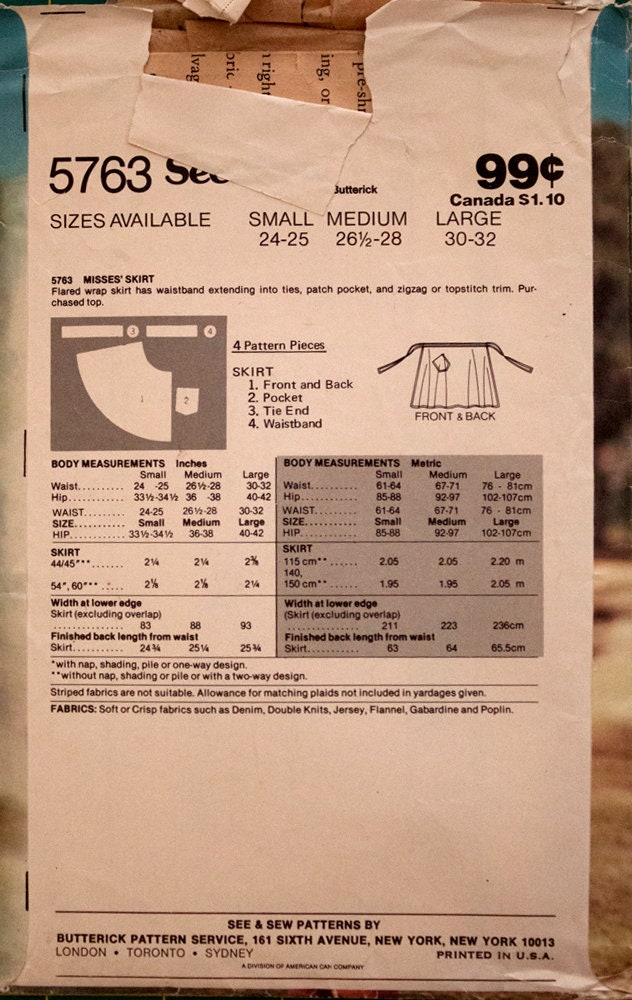 lvag
oric
n right
ing, or
pre-sh
5763 See
Butterick
99¢
Canada $1.10
SIZES AVAILABLE SMALL MEDIUM LARGE
24-25 26½-28 30-32
5763 MISSES' SKIRT
Flared wrap skirt has waistband extending into ties, patch pocket, and zigzag or topstitch trim. Pur-
chased top.
3 4
1 2
4 Pattern Pieces
SKIRT
1. Front and Back
2. Pocket
3. Tie End
4. Waistband
FRONT & BACK
BODY MEASUREMENTS Inches
Small Medium Large
Waist.......... 24 -25 26½-28 30-32
Hip............ 33½-34½ 36 -38 40-42
WAIST........ 24-25 26½-28 30-32
SIZE........... Small Medium Large
HIP............ 33½-34½ 36-38 40-42
SKIRT
44/45"**....... 2¼ 2¼ 2⅜
54", 60"** ..... 2⅛ 2⅛ 2¼
Width at lower edge
Skirt (excluding overlap)
.................... 83 88 93
Finished back length from waist
Skirt............ 24¾ 25¼ 25¾
BODY MEASUREMENTS Metric
Small Medium Large
Waist.......... 61-64 67-71 76 - 81cm
Hip............ 85-88 92-97 102-107cm
WAIST........ 61-64 67-71 76 - 81cm
SIZE........... Small Medium Large
HIP............ 85-88 92-97 102-107cm
SKIRT
115 cm** ...... 2.05 2.05 2.20 m
140,
150 cm** ...... 1.95 1.95 2.05 m
Width at lower edge
(Skirt (excluding overlap)
.................... 211 223 236cm
Finished back length from waist
Skirt............ 63 64 65.5cm
*with nap, shading, pile or one-way design.
**without nap, shading or pile or with a two-way design.
Striped fabrics are not suitable. Allowance for matching plaids not included in yardages given.
FABRICS: Soft or Crisp fabrics such as Denim, Double Knits, Jersey, Flannel, Gabardine and Poplin.
SEE & SEW PATTERNS BY
BUTTERICK PATTERN SERVICE, 161 SIXTH AVENUE, NEW YORK, NEW YORK 10013
LONDON • TORONTO • SYDNEY PRINTED IN U.S.A.
A DIVISION OF AMERICAN CAN COMPANY